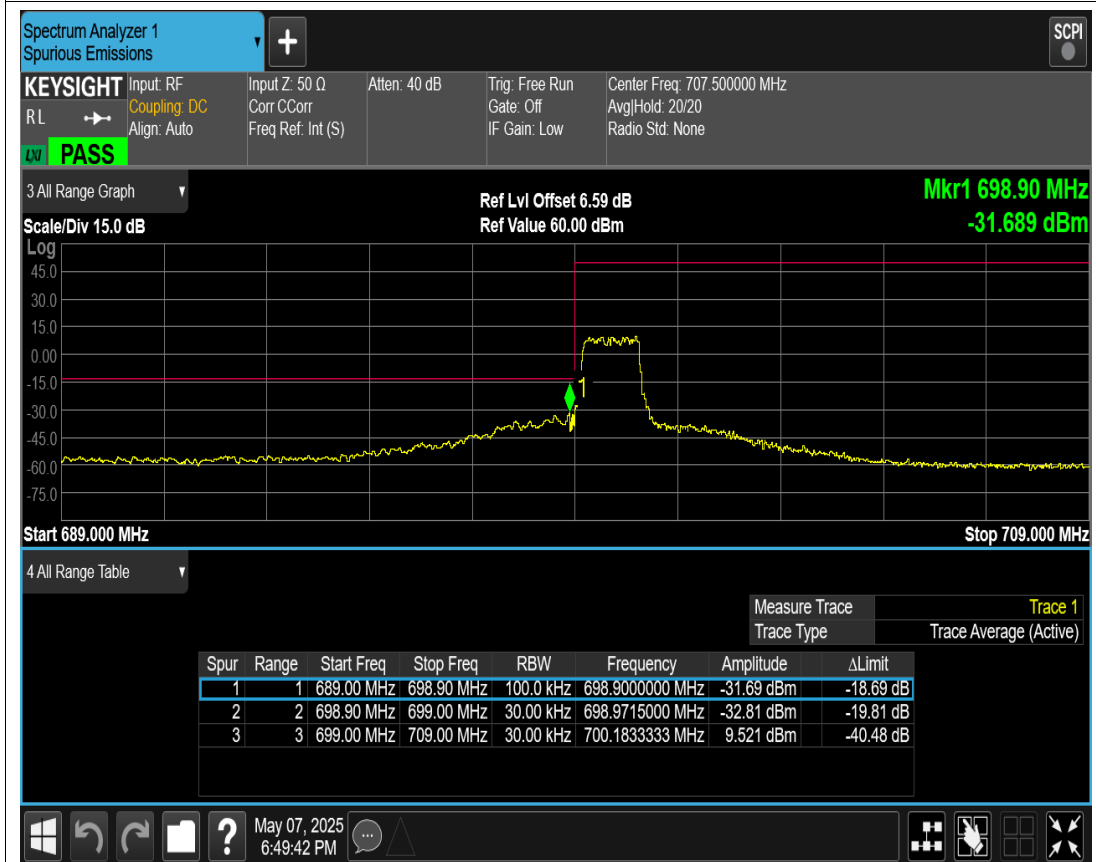 Spectrum Analyzer 1
Spurious Emissions
SCPI
KEYSIGHT
RL
LXI PASS
Input: RF
Coupling: DC
Align: Auto
Input Z: 50 Ω
Corr CCorr
Freq Ref: Int (S)
Atten: 40 dB
Trig: Free Run
Gate: Off
IF Gain: Low
Center Freq: 707.500000 MHz
Avg|Hold: 20/20
Radio Std: None
3 All Range Graph
Scale/Div 15.0 dB
Ref Lvl Offset 6.59 dB
Ref Value 60.00 dBm
Mkr1 698.90 MHz
-31.689 dBm
Log
45.0
30.0
15.0
0.00
-15.0
-30.0
-45.0
-60.0
-75.0
1
Start 689.000 MHz Stop 709.000 MHz
4 All Range Table
Measure Trace Trace 1
Trace Type Trace Average (Active)
Spur Range Start Freq Stop Freq RBW Frequency Amplitude ΔLimit
1 1 689.00 MHz 698.90 MHz 100.0 kHz 698.9000000 MHz -31.69 dBm -18.69 dB
2 2 698.90 MHz 699.00 MHz 30.00 kHz 698.9715000 MHz -32.81 dBm -19.81 dB
3 3 699.00 MHz 709.00 MHz 30.00 kHz 700.1833333 MHz 9.521 dBm -40.48 dB
?
May 07, 2025
6:49:42 PM